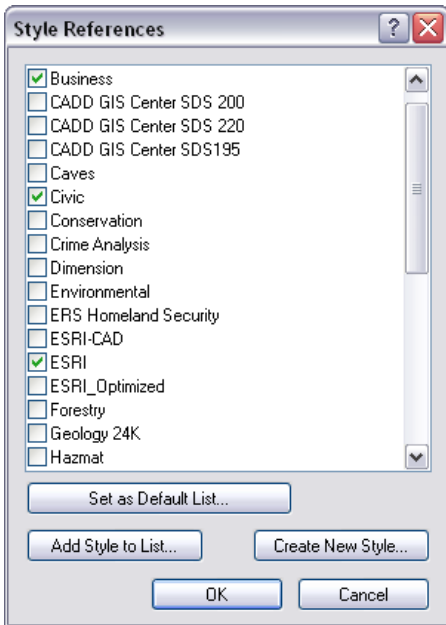 Style References
Business
CADD GIS Center SDS 200
CADD GIS Center SDS 220
CADD GIS Center SDS195
Caves
Civic
Conservation
Crime Analysis
Dimension
Environmental
ERS Homeland Security
ESRI-CAD
ESRI
ESRI_Optimized
Forestry
Geology 24K
Hazmat
Set as Default List...
Add Style to List... Create New Style...
OK Cancel